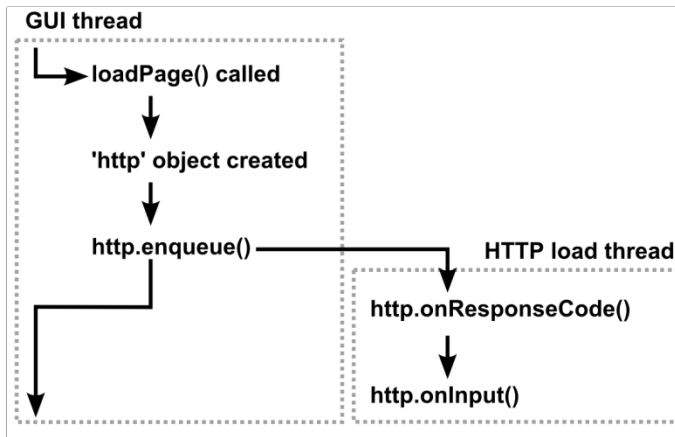 GUI thread
loadPage() called
'http' object created
http.enqueue()
HTTP load thread
http.onResponseCode()
http.onInput()